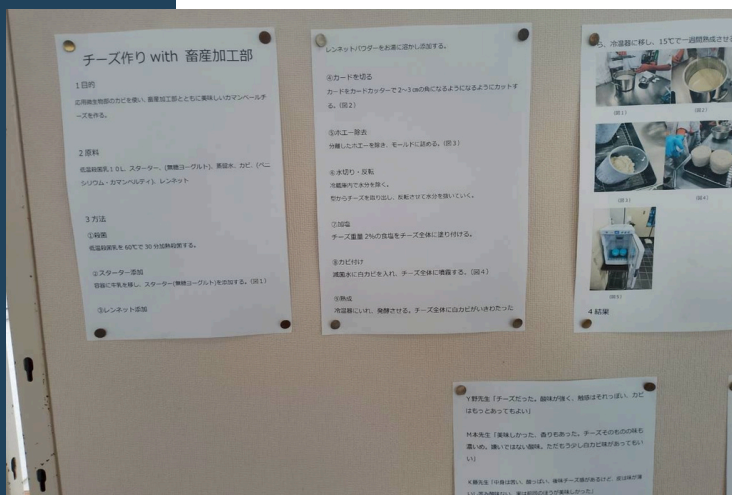 チーズ作り with 畜産加工部
1目的
応用微生物部のカビを使い、畜産加工部とともに美味しいカマンベールチ
ーズを作る。
2原料
低温殺菌乳10L、スターター、(無糖ヨーグルト)、蒸留水、カビ、(ペニ
シリウム・カマンベルティ)、レンネット
3方法
①殺菌
低温殺菌乳を60℃で30分加熱殺菌する。
②スターター添加
容器に牛乳を移し、スターター(無糖ヨーグルト)を添加する。(図1)
③レンネット添加
レンネットパウダーをお湯に溶かし添加する。
④カードを切る
カードをカードカッターで2~3㎝の角になるようになるようにカットす
る。(図2)
⑤ホエー除去
分離したホエーを除き、モールドに詰める。(図3)
⑥水切り・反転
冷蔵庫内で水分を除く。
型からチーズを取り出し、反転させて水分を除いていく。
⑦加塩
チーズ重量2%の食塩をチーズ全体に塗り付ける。
⑧カビ付け
滅菌水に白カビを入れ、チーズ全体に噴霧する。(図4)
⑨熟成
冷温器にいれ、発酵させる。チーズ全体に白カビがいきわたった
ら、冷温器に移し、15℃で一週間熟成させ
(図1)
(図2)
(図3)
(図4)
(図5)
4結果
Y野先生「チーズだった。酸味が強く、触感はそれっぽい、カビ
はもっとあってもよい」
M本先生「美味しかった、香りもあった。チーズそのものの味も
濃いめ。嫌いではない酸味。ただもう少し白カビ味があってもい
い」